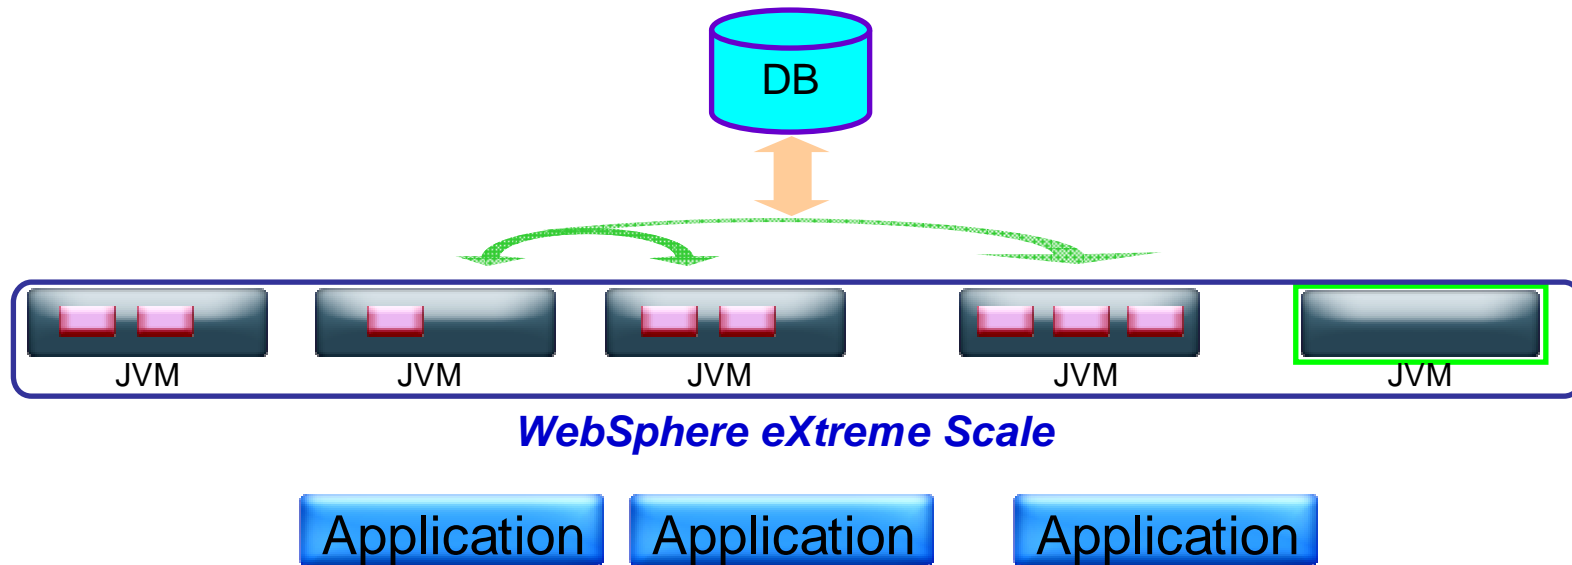 DB
JVM JVM JVM JVM JVM
WebSphere eXtreme Scale
Application Application Application